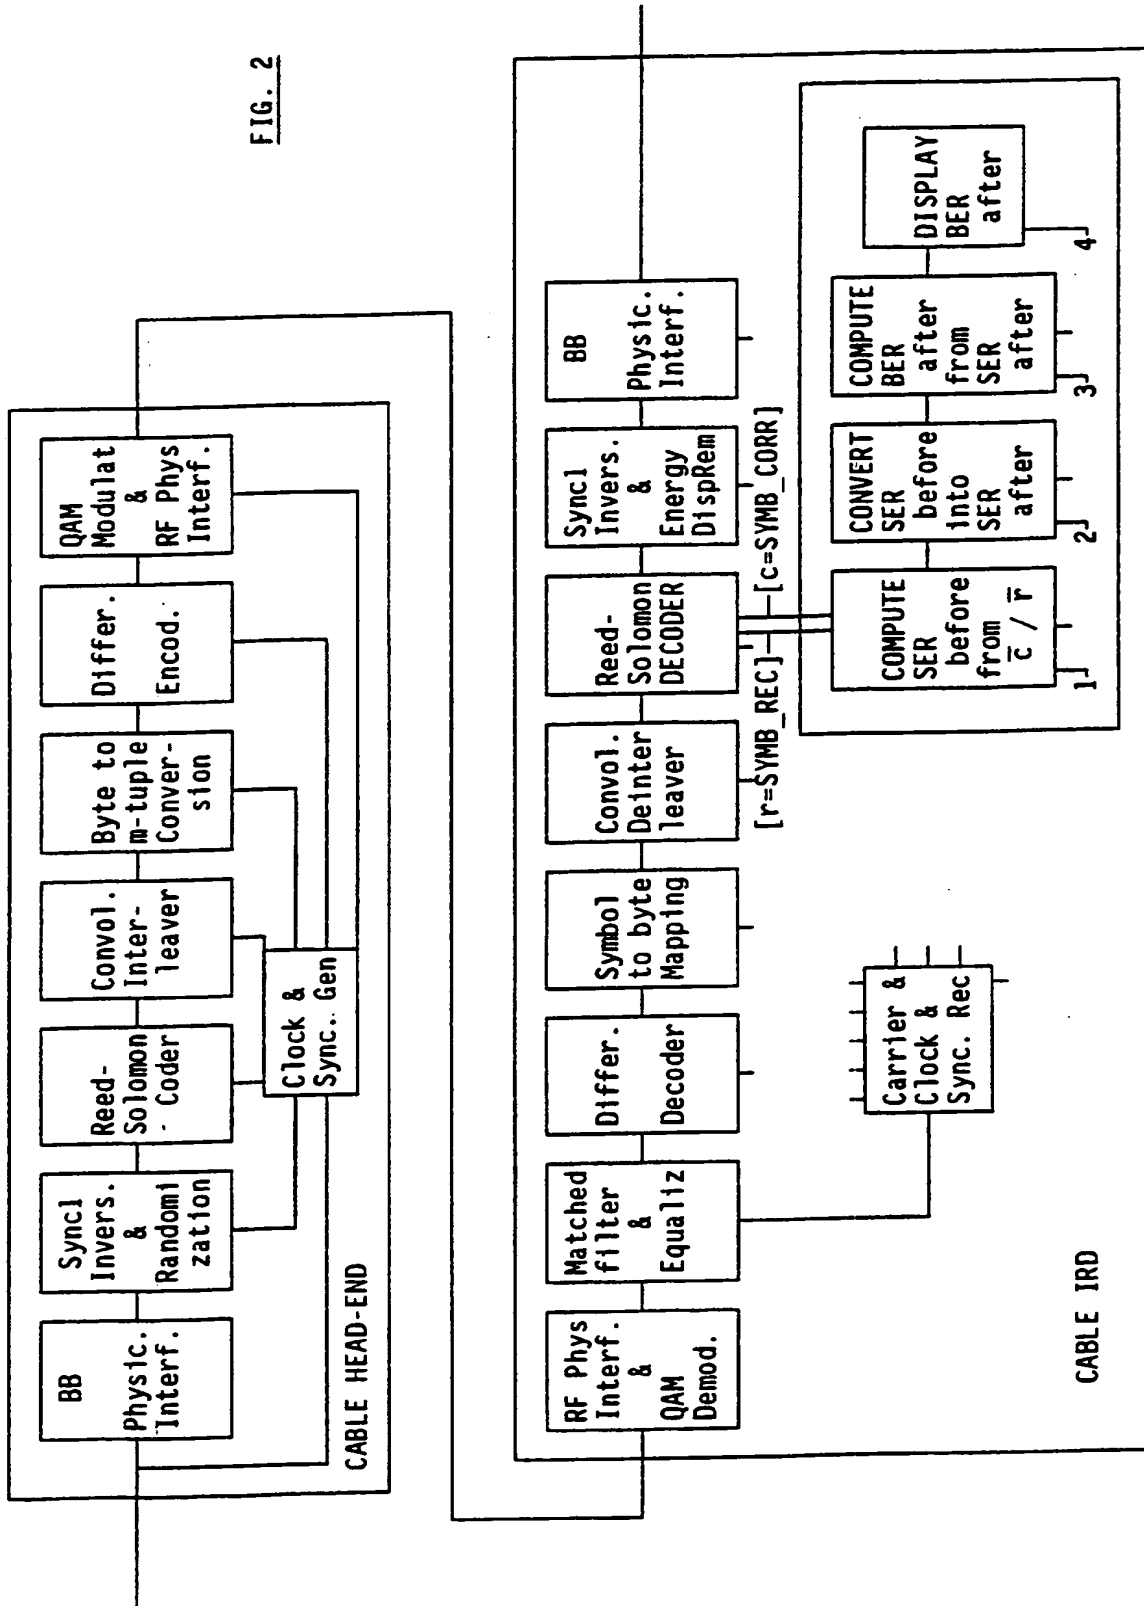 FIG. 2
BB
Physic.
Interf.
Sync1
Invers.
&
Randomi
zation
Reed-
Solomon
Coder
Convol.
Inter-
leaver
Byte to
m-tuple
Conver-
sion
Differ.
Encod.
QAM
Modulat
&
RF Phys
Interf.
Clock &
Sync. Gen
CABLE HEAD-END
RF Phys
Interf.
&
QAM
Demod.
Matched
filter
&
Equaliz
Differ.
Decoder
Symbol
to byte
Mapping
Convol.
Deinter
leaver
Reed-
Solomon
DECODER
Sync1
Invers.
&
Energy
DispRem
BB
Physic.
Interf.
[r=SYMB_REC]
[c=SYMB_CORR]
Carrier &
Clock &
Sync. Rec
COMPUTE
SER
before
from
c̅ / r̅
1
CONVERT
SER
before
into
SER
after
2
COMPUTE
BER
after
from
SER
after
3
DISPLAY
BER
after
4
CABLE IRD